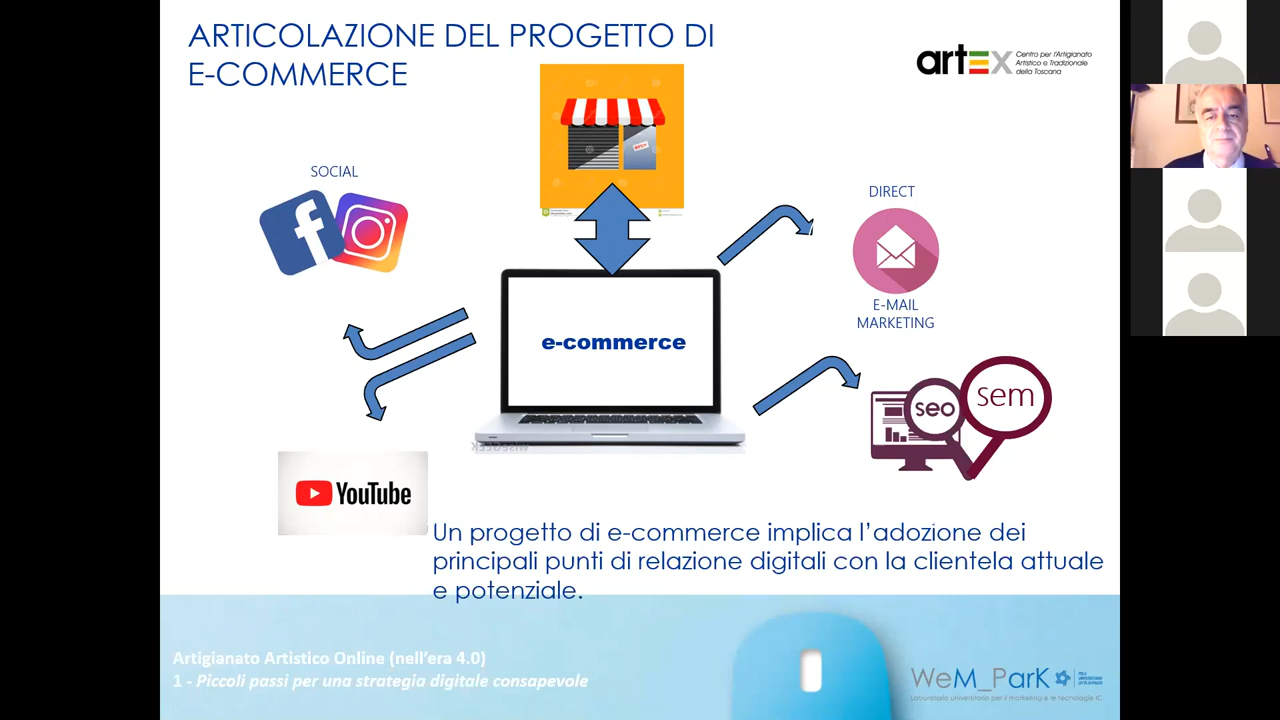 ARTICOLAZIONE DEL PROGETTO DI
E-COMMERCE
artex
Centro per l'Artigianato
Artistico e Tradizionale
della Toscana
SOCIAL
DIRECT
E-MAIL
MARKETING
e-commerce
seo
sem
YouTube
Un progetto di e-commerce implica l'adozione dei
principali punti di relazione digitali con la clientela attuale
e potenziale.
Artigianato Artistico Online (nell'era 4.0)
1 - Piccoli passi per una strategia digitale consapevole
WeM_ParK
Laboratorio universitario per il marketing e le tecnologie IC.